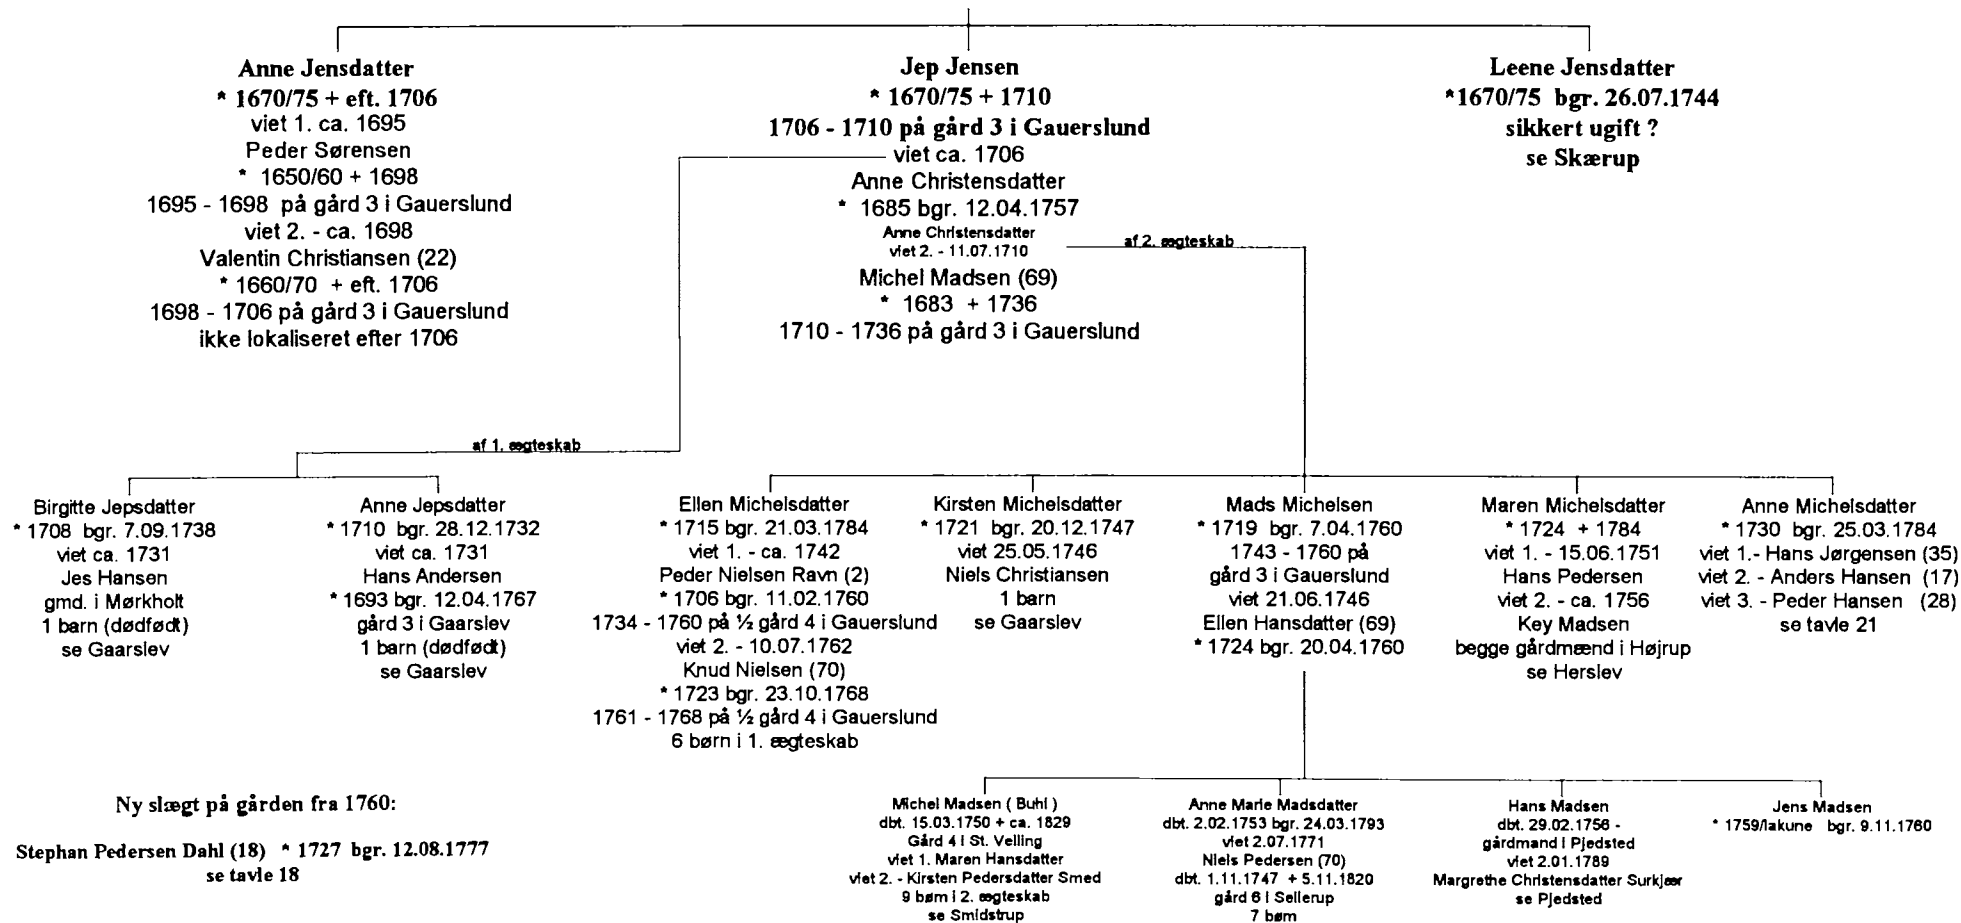 Anne Jensdatter
* 1670/75 + eft. 1706
viet 1. ca. 1695
Peder Sørensen
* 1650/60 + 1698
1695 - 1698 på gård 3 i Gauerslund
viet 2. - ca. 1698
Valentin Christiansen (22)
* 1660/70 + eft. 1706
1698 - 1706 på gård 3 i Gauerslund
ikke lokaliseret efter 1706
Jep Jensen
* 1670/75 + 1710
1706 - 1710 på gård 3 i Gauerslund
viet ca. 1706
Anne Christensdatter
* 1685 bgr. 12.04.1757
Anne Christensdatter
viet 2. - 11.07.1710
Michel Madsen (69)
* 1683 + 1736
1710 - 1736 på gård 3 i Gauerslund
Leene Jensdatter
*1670/75 bgr. 26.07.1744
sikkert ugift ?
se Skærup
af 2. ægteskab
af 1. ægteskab
Birgitte Jepsdatter
* 1708 bgr. 7.09.1738
viet ca. 1731
Jes Hansen
gmd. i Mørkholt
1 barn (dødfødt)
se Gaarslev
Anne Jepsdatter
* 1710 bgr. 28.12.1732
viet ca. 1731
Hans Andersen
* 1693 bgr. 12.04.1767
gård 3 i Gaarslev
1 barn (dødfødt)
se Gaarslev
Ellen Michelsdatter
* 1715 bgr. 21.03.1784
viet 1. - ca. 1742
Peder Nielsen Ravn (2)
* 1706 bgr. 11.02.1760
1734 - 1760 på ½ gård 4 i Gauerslund
viet 2. - 10.07.1762
Knud Nielsen (70)
* 1723 bgr. 23.10.1768
1761 - 1768 på ½ gård 4 i Gauerslund
6 børn i 1. ægteskab
Kirsten Michelsdatter
* 1721 bgr. 20.12.1747
viet 25.05.1746
Niels Christiansen
1 barn
se Gaarslev
Mads Michelsen
* 1719 bgr. 7.04.1760
1743 - 1760 på
gård 3 i Gauerslund
viet 21.06.1746
Ellen Hansdatter (69)
* 1724 bgr. 20.04.1760
Maren Michelsdatter
* 1724 + 1784
viet 1. - 15.06.1751
Hans Pedersen
viet 2. - ca. 1756
Key Madsen
begge gårdmænd i Højrup
se Herslev
Anne Michelsdatter
* 1730 bgr. 25.03.1784
viet 1.- Hans Jørgensen (35)
viet 2. - Anders Hansen (17)
viet 3. - Peder Hansen (28)
se tavle 21
Ny slægt på gården fra 1760:
Stephan Pedersen Dahl (18) * 1727 bgr. 12.08.1777
se tavle 18
Michel Madsen ( Buhl )
dbt. 15.03.1750 + ca. 1829
Gård 4 i St. Velling
viet 1. Maren Hansdatter
viet 2. - Kirsten Pedersdatter Smed
9 børn i 2. ægteskab
se Smidstrup
Anne Marie Madsdatter
dbt. 2.02.1753 bgr. 24.03.1793
viet 2.07.1771
Niels Pedersen (70)
dbt. 1.11.1747 + 5.11.1820
gård 6 i Sellerup
7 børn
Hans Madsen
dbt. 29.02.1756 -
gårdmand i Pjedsted
viet 2.01.1789
Margrethe Christensdatter Surkjær
se Pjedsted
Jens Madsen
* 1759/lakune bgr. 9.11.1760